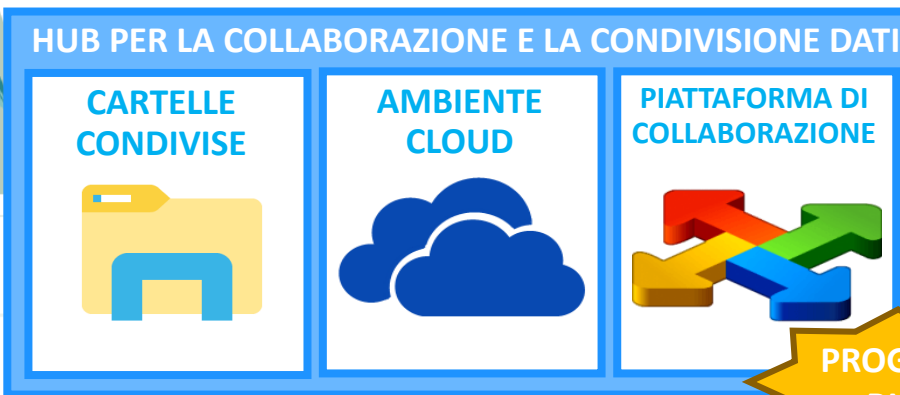 HUB PER LA COLLABORAZIONE E LA CONDIVISIONE DATI
CARTELLE
CONDIVISE
AMBIENTE
CLOUD
PIATTAFORMA DI
COLLABORAZIONE